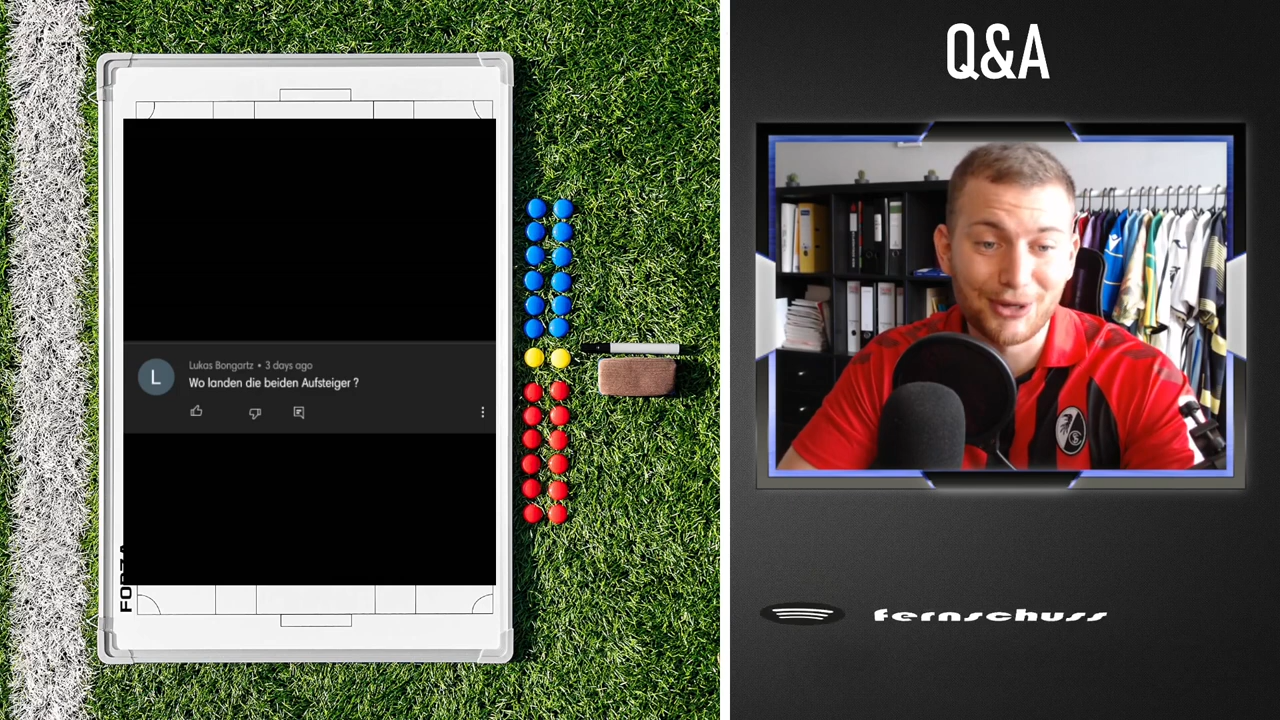 Q&A
Lukas Bongartz • 3 days ago
Wo landen die beiden Aufsteiger ?
L
FORZA
fernschuss